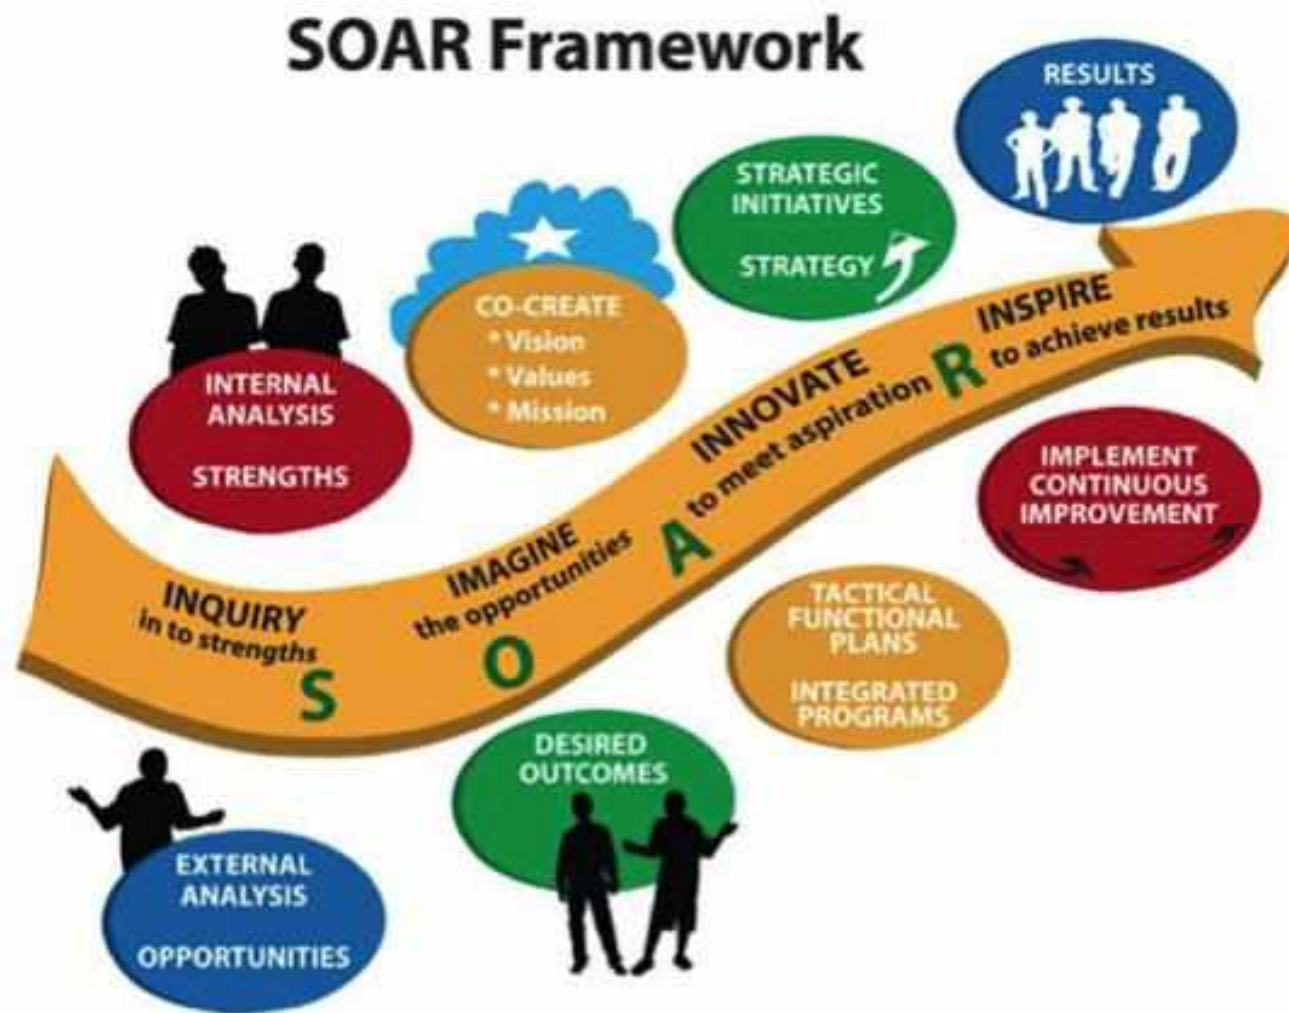 SOAR Framework
RESULTS
STRATEGIC
INITIATIVES
STRATEGY
CO-CREATE
* Vision
* Values
* Mission
INTERNAL
ANALYSIS
STRENGTHS
INQUIRY
in to strengths
S
IMAGINE
the opportunities
O
A
INNOVATE
to meet aspiration
R
INSPIRE
to achieve results
IMPLEMENT
CONTINUOUS
IMPROVEMENT
TACTICAL
FUNCTIONAL
PLANS
INTEGRATED
PROGRAMS
DESIRED
OUTCOMES
EXTERNAL
ANALYSIS
OPPORTUNITIES